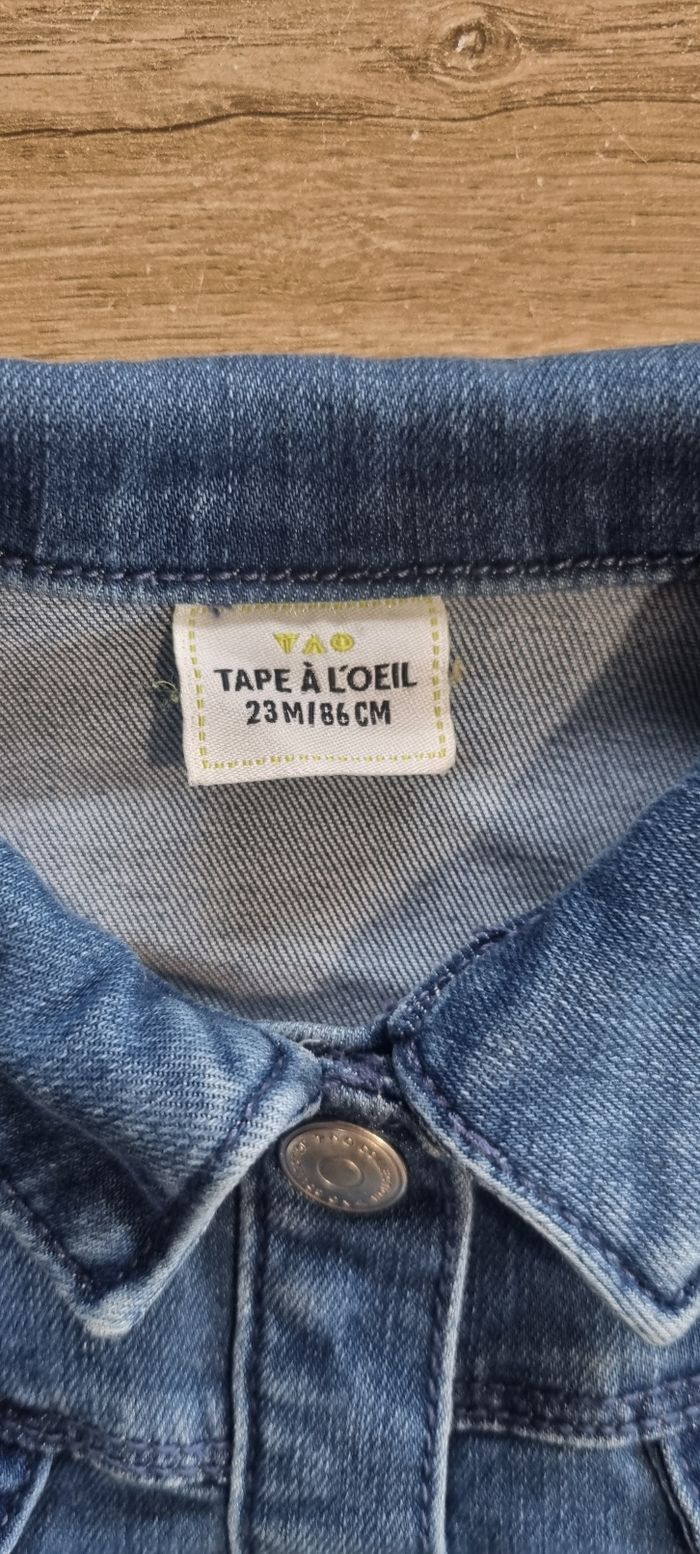 TAO
TAPE À L'OEIL
23M/86CM